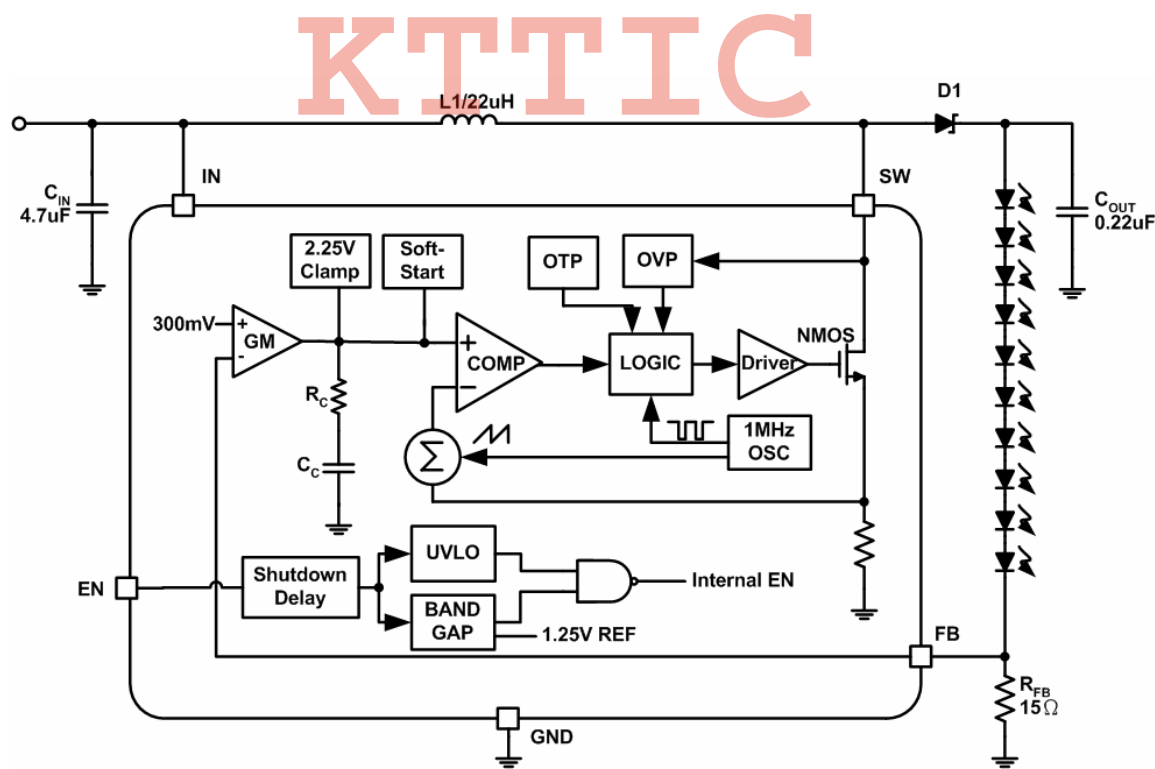 KTTIC
L1/22uH
D1
IN
SW
CIN
4.7uF
COUT
0.22uF
2.25V
Clamp
Soft-
Start
OTP
OVP
300mV
+
-
GM
+
−
COMP
LOGIC
Driver
NMOS
RC
1MHz
OSC
Σ
CC
EN
Shutdown
Delay
UVLO
BAND
GAP
Internal EN
1.25V REF
FB
RFB
15Ω
GND